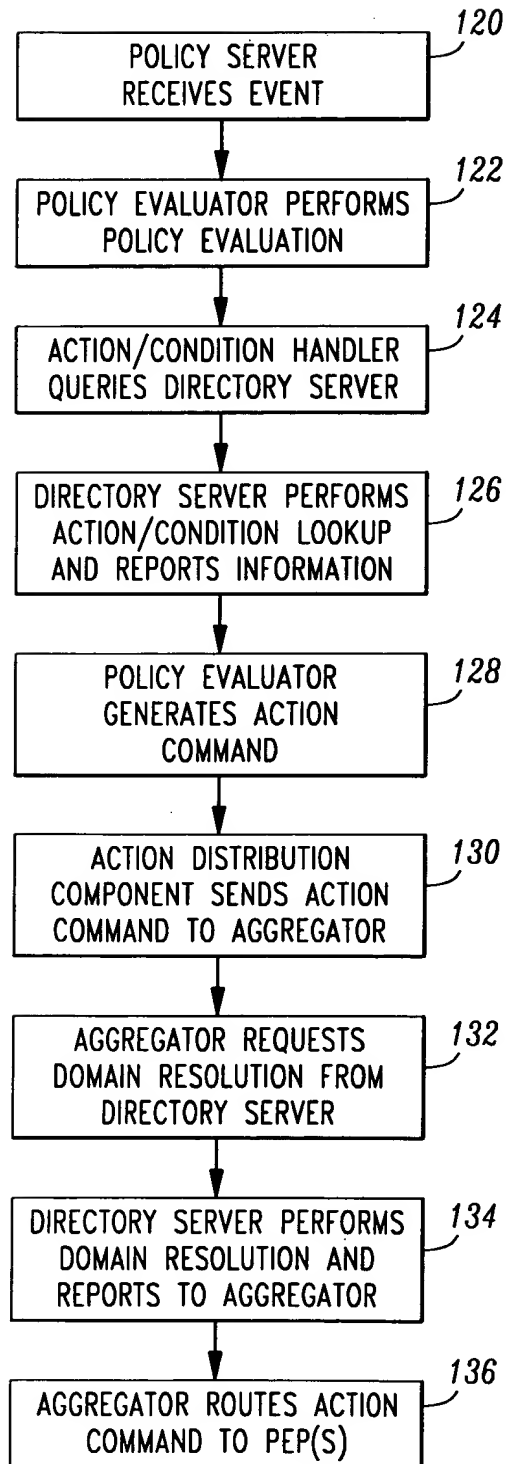 120
POLICY SERVER
RECEIVES EVENT
122
POLICY EVALUATOR PERFORMS
POLICY EVALUATION
124
ACTION/CONDITION HANDLER
QUERIES DIRECTORY SERVER
126
DIRECTORY SERVER PERFORMS
ACTION/CONDITION LOOKUP
AND REPORTS INFORMATION
128
POLICY EVALUATOR
GENERATES ACTION
COMMAND
130
ACTION DISTRIBUTION
COMPONENT SENDS ACTION
COMMAND TO AGGREGATOR
132
AGGREGATOR REQUESTS
DOMAIN RESOLUTION FROM
DIRECTORY SERVER
134
DIRECTORY SERVER PERFORMS
DOMAIN RESOLUTION AND
REPORTS TO AGGREGATOR
136
AGGREGATOR ROUTES ACTION
COMMAND TO PEP(S)